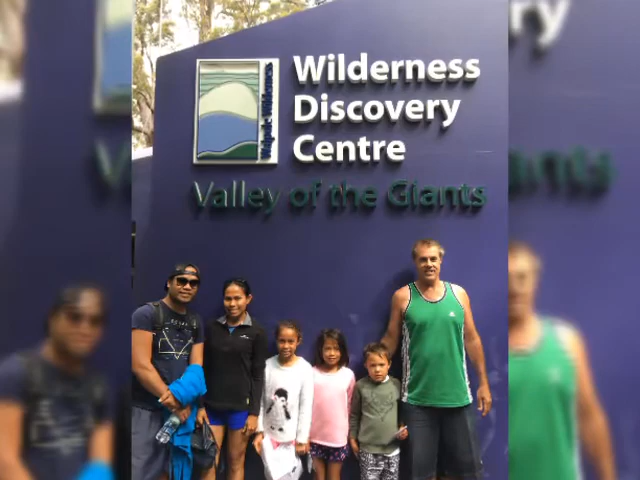 Wilderness
Discovery
Centre
Valley of the Giants